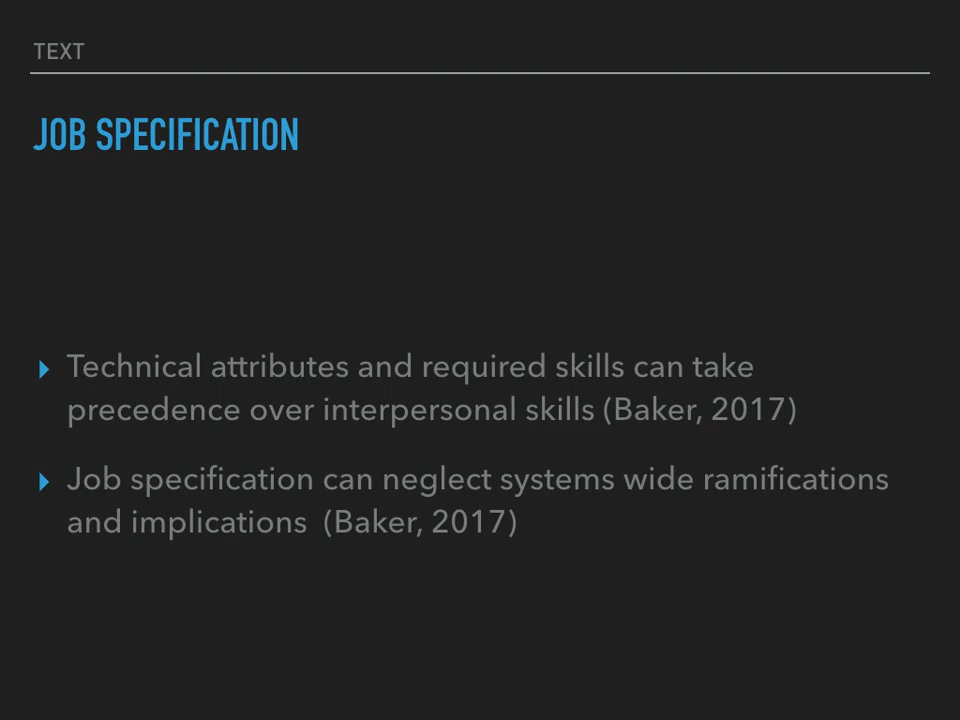 TEXT
JOB SPECIFICATION
▸ Technical attributes and required skills can take
precedence over interpersonal skills (Baker, 2017)
▸ Job specification can neglect systems wide ramifications
and implications  (Baker, 2017)